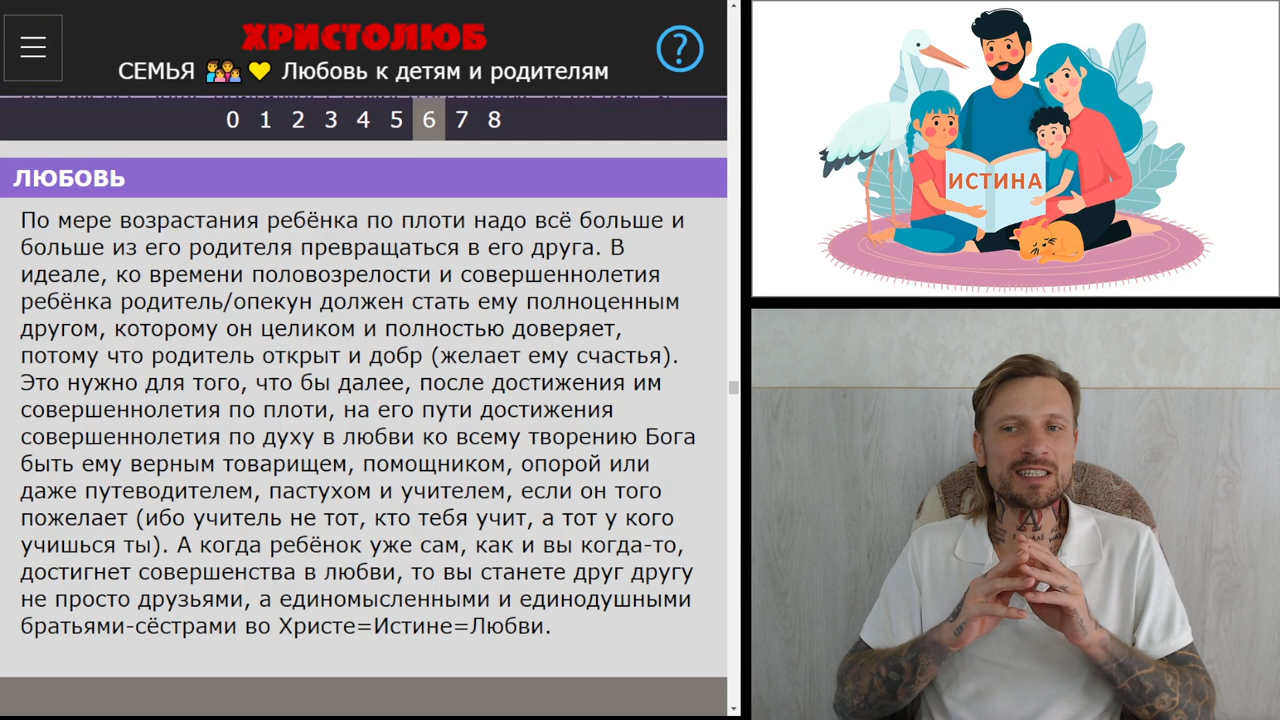 ХРИСТОЛЮБ
СЕМЬЯ 👨‍👩‍👧‍👦 💛 Любовь к детям и родителям
0 1 2 3 4 5 6 7 8
ЛЮБОВЬ
По мере возрастания ребёнка по плоти надо всё больше и
больше из его родителя превращаться в его друга. В
идеале, ко времени половозрелости и совершеннолетия
ребёнка родитель/опекун должен стать ему полноценным
другом, которому он целиком и полностью доверяет,
потому что родитель открыт и добр (желает ему счастья).
Это нужно для того, что бы далее, после достижения им
совершеннолетия по плоти, на его пути достижения
совершеннолетия по духу в любви ко всему творению Бога
быть ему верным товарищем, помощником, опорой или
даже путеводителем, пастухом и учителем, если он того
пожелает (ибо учитель не тот, кто тебя учит, а тот у кого
учишься ты). А когда ребёнок уже сам, как и вы когда-то,
достигнет совершенства в любви, то вы станете друг другу
не просто друзьями, а единомысленными и единодушными
братьями-сёстрами во Христе=Истине=Любви.
ИСТИНА